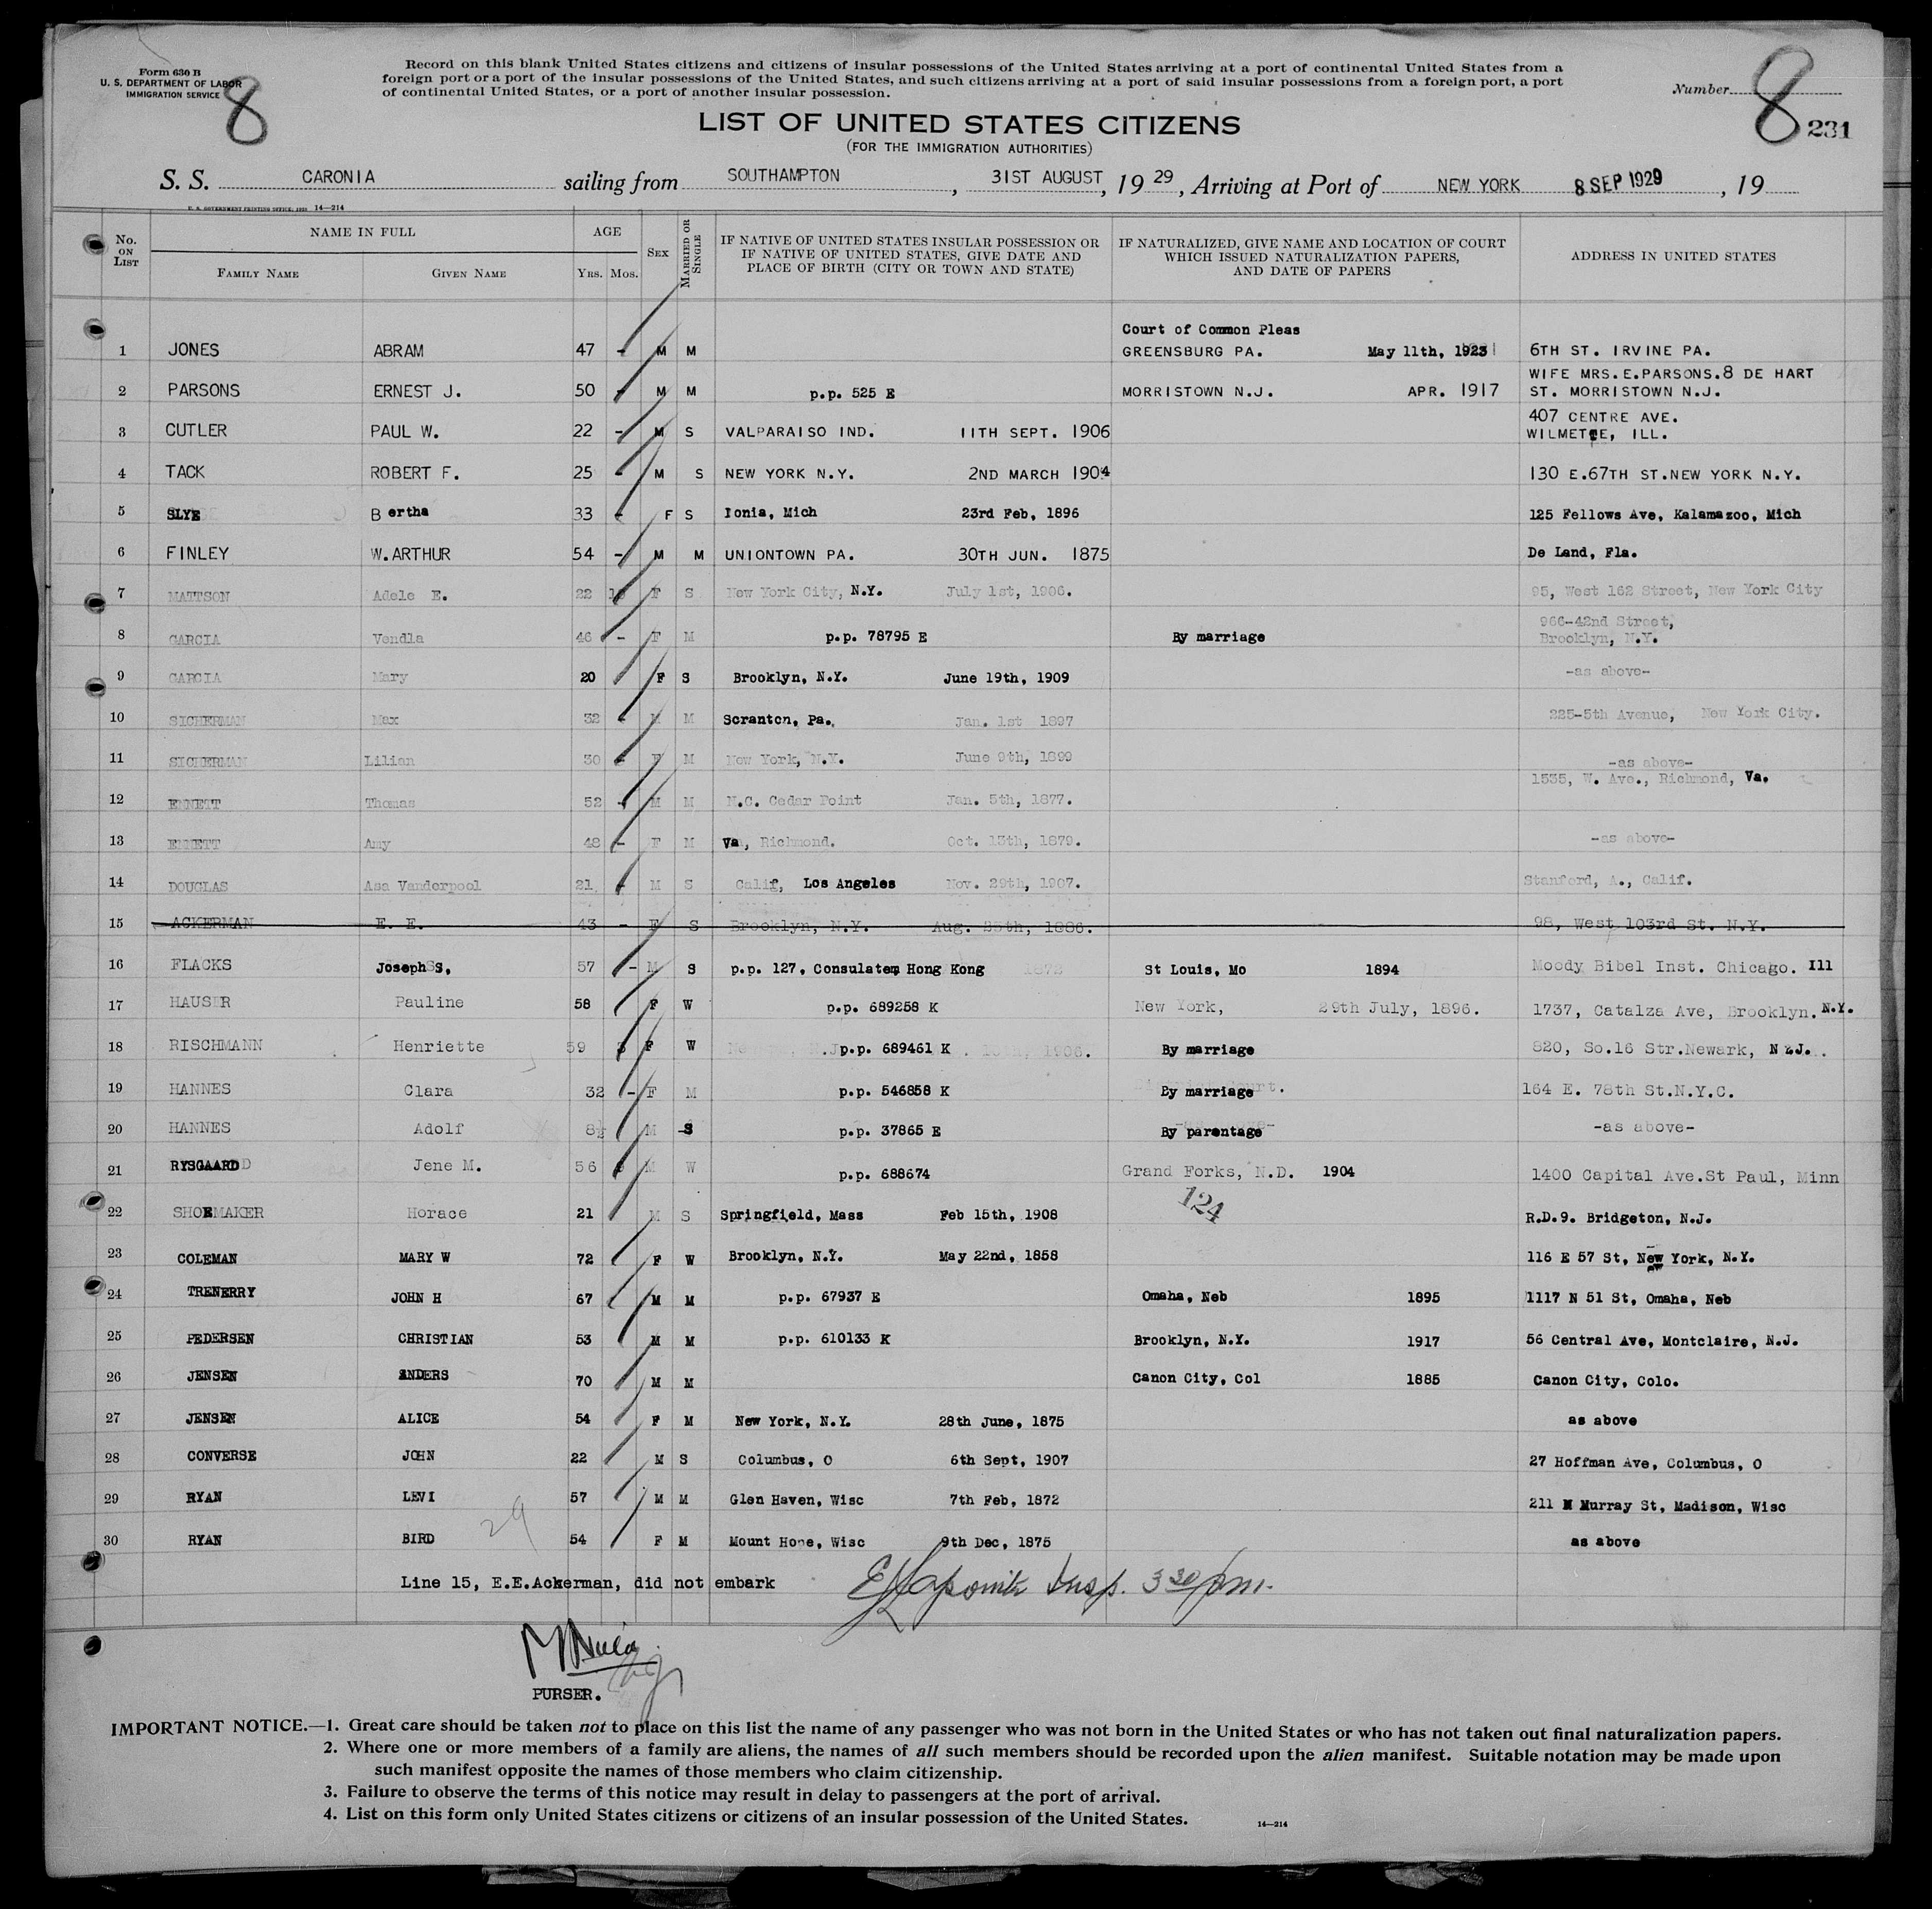 Form 630 B
U. S. DEPARTMENT OF LABOR
IMMIGRATION SERVICE
8
Record on this blank United States citizens and citizens of insular possessions of the United States arriving at a port of continental United States from a
foreign port or a port of the insular possessions of the United States, and such citizens arriving at a port of said insular possessions from a foreign port, a port
of continental United States, or a port of another insular possession.
Number 8
231
LIST OF UNITED STATES CITIZENS
(FOR THE IMMIGRATION AUTHORITIES)
S. S. CARONIA sailing from SOUTHAMPTON, 31ST AUGUST, 19 29, Arriving at Port of NEW YORK 8 SEP 1929, 19
U. S. GOVERNMENT PRINTING OFFICE: 1928 14—214
No. ON LIST NAME IN FULL FAMILY NAME GIVEN NAME AGE YRS. MOS. SEX MARRIED OR SINGLE IF NATIVE OF UNITED STATES INSULAR POSSESSION OR IF NATIVE OF UNITED STATES, GIVE DATE AND PLACE OF BIRTH (CITY OR TOWN AND STATE) IF NATURALIZED, GIVE NAME AND LOCATION OF COURT WHICH ISSUED NATURALIZATION PAPERS, AND DATE OF PAPERS ADDRESS IN UNITED STATES
1 JONES ABRAM 47 - M M Court of Common Pleas GREENSBURG PA. May 11th, 1923 6TH ST. IRVINE PA.
2 PARSONS ERNEST J. 50 - M M p.p. 525 E MORRISTOWN N.J. APR. 1917 WIFE MRS.E.PARSONS.8 DE HART ST. MORRISTOWN N.J.
3 CUTLER PAUL W. 22 - M S VALPARAISO IND. 11TH SEPT. 1906 407 CENTRE AVE. WILMETTE, ILL.
4 TACK ROBERT F. 25 - M S NEW YORK N.Y. 2ND MARCH 1904 130 E.67TH ST.NEW YORK N.Y.
5 SLYE Bertha 33 - F S Ionia, Mich 23rd Feb, 1896 125 Fellows Ave, Kalamazoo, Mich
6 FINLEY W.ARTHUR 54 - M M UNIONTOWN PA. 30TH JUN. 1875 De Land, Fla.
7 MATTSON Adele E. 22 F S New York City, N.Y. July 1st, 1906. 95, West 162 Street, New York City
8 GARCIA Vendla 46 - F M p.p. 78795 E By marriage 966-42nd Street, Brooklyn, N.Y.
9 GARCIA Mary 20 F S Brooklyn, N.Y. June 19th, 1909 -as above-
10 SICHERMAN Max 32 - M M Scranton, Pa., Jan. 1st 1897 225-5th Avenue, New York City.
11 SICHERMAN Lilian 30 - F M New York, N.Y. June 9th, 1899 -as above-
12 ENNETT Thomas 52 - M M N.C. Cedar Point Jan. 5th, 1877. 1535, W. Ave., Richmond, Va.
13 ENNETT Amy 48 - F M Va, Richmond. Oct. 13th, 1879. -as above-
14 DOUGLAS Asa Vanderpool 21 - M S Calif, Los Angeles Nov. 29th, 1907. Stanford, A., Calif.
15 ACKERMAN E. E. 43 - F S Brooklyn, N.Y. Aug. 25th, 1886. 98, West 103rd St. N.Y.
16 FLACKS Joseph S, 57 - M S p.p. 127, Consulate, Hong Kong St Louis, Mo 1894 Moody Bibel Inst. Chicago. Ill
17 HAUSER Pauline 58 F W p.p. 689258 K New York, 29th July, 1896. 1737, Catalza Ave, Brooklyn. N.Y.
18 RISCHMANN Henriette 59 F W p.p. 689461 K By marriage 820, So.16 Str.Newark, N.J.
19 HANNES Clara 32 - F M p.p. 546858 K By marriage 164 E. 78th St.N.Y.C.
20 HANNES Adolf 8½ M S p.p. 37865 E By parentage -as above-
21 RYSGAARD Jene M. 56 M W p.p. 688674 Grand Forks, N.D. 1904 1400 Capital Ave.St Paul, Minn
124
22 SHOEMAKER Horace 21 M S Springfield, Mass Feb 15th, 1908 R.D.9. Bridgeton, N.J.
23 COLEMAN MARY W 72 F W Brooklyn, N.Y. May 22nd, 1858 116 E 57 St, New York, N.Y.
24 TRENERRY JOHN H 67 M M p.p. 67937 E Omaha, Neb 1895 1117 N 51 St, Omaha, Neb
25 PEDERSEN CHRISTIAN 53 M M p.p. 610133 K Brooklyn, N.Y. 1917 56 Central Ave, Montclaire, N.J.
26 JENSEN ANDERS 70 M M Canon City, Col 1885 Canon City, Colo.
27 JENSEN ALICE 54 F M New York, N.Y. 28th June, 1875 as above
28 CONVERSE JOHN 22 M S Columbus, O 6th Sept, 1907 27 Hoffman Ave, Columbus, O
29 RYAN LEVI 57 M M Glen Haven, Wisc 7th Feb, 1872 211 N Murray St, Madison, Wisc
30 RYAN BIRD 54 F M Mount Hope, Wisc 9th Dec, 1875 as above
29
Line 15, E.E.Ackerman, did not embark Insp. 3 30 pm.
PURSER.
IMPORTANT NOTICE.—1. Great care should be taken not to place on this list the name of any passenger who was not born in the United States or who has not taken out final naturalization papers.
2. Where one or more members of a family are aliens, the names of all such members should be recorded upon the alien manifest. Suitable notation may be made upon
such manifest opposite the names of those members who claim citizenship.
3. Failure to observe the terms of this notice may result in delay to passengers at the port of arrival.
4. List on this form only United States citizens or citizens of an insular possession of the United States.
14—214